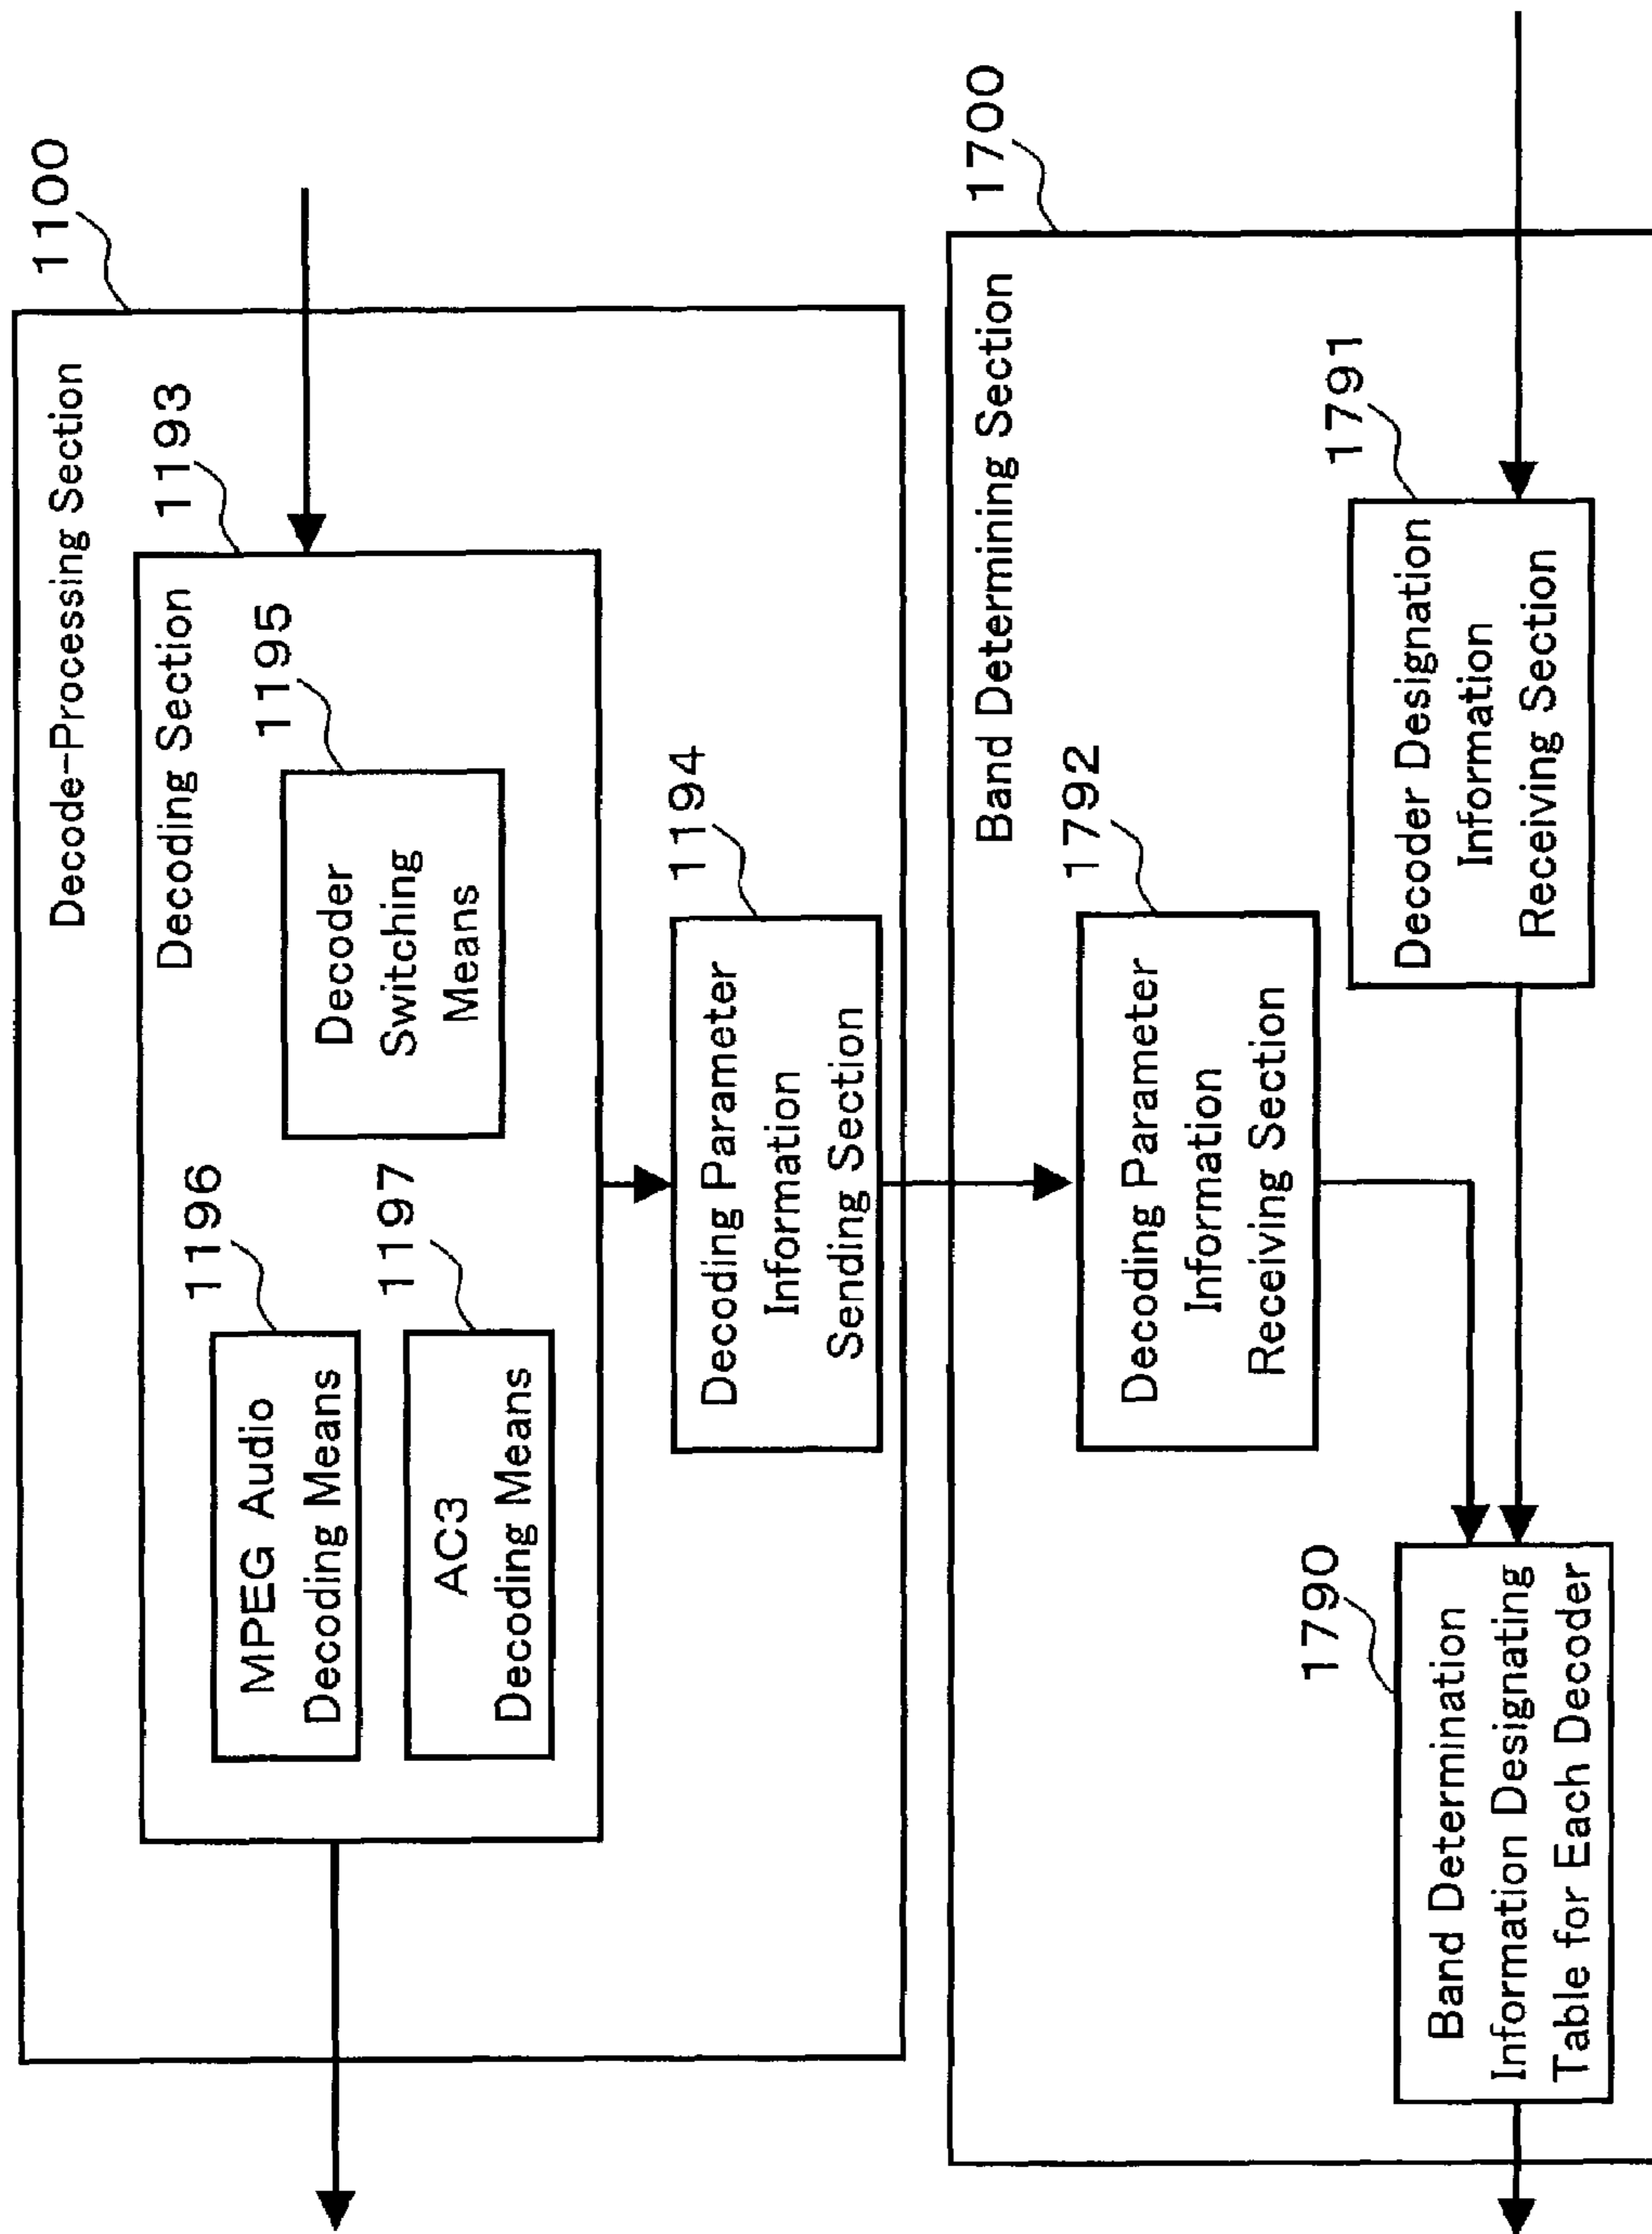 1100
Decode-Processing Section
1193
Decoding Section
1196
MPEG Audio
Decoding Means
1197
AC3
Decoding Means
1195
Decoder
Switching
Means
1194
Decoding Parameter
Information
Sending Section
1700
Band Determining Section
1792
Decoding Parameter
Information
Receiving Section
1791
Decoder Designation
Information
Receiving Section
1790
Band Determination
Information Designating
Table for Each Decoder